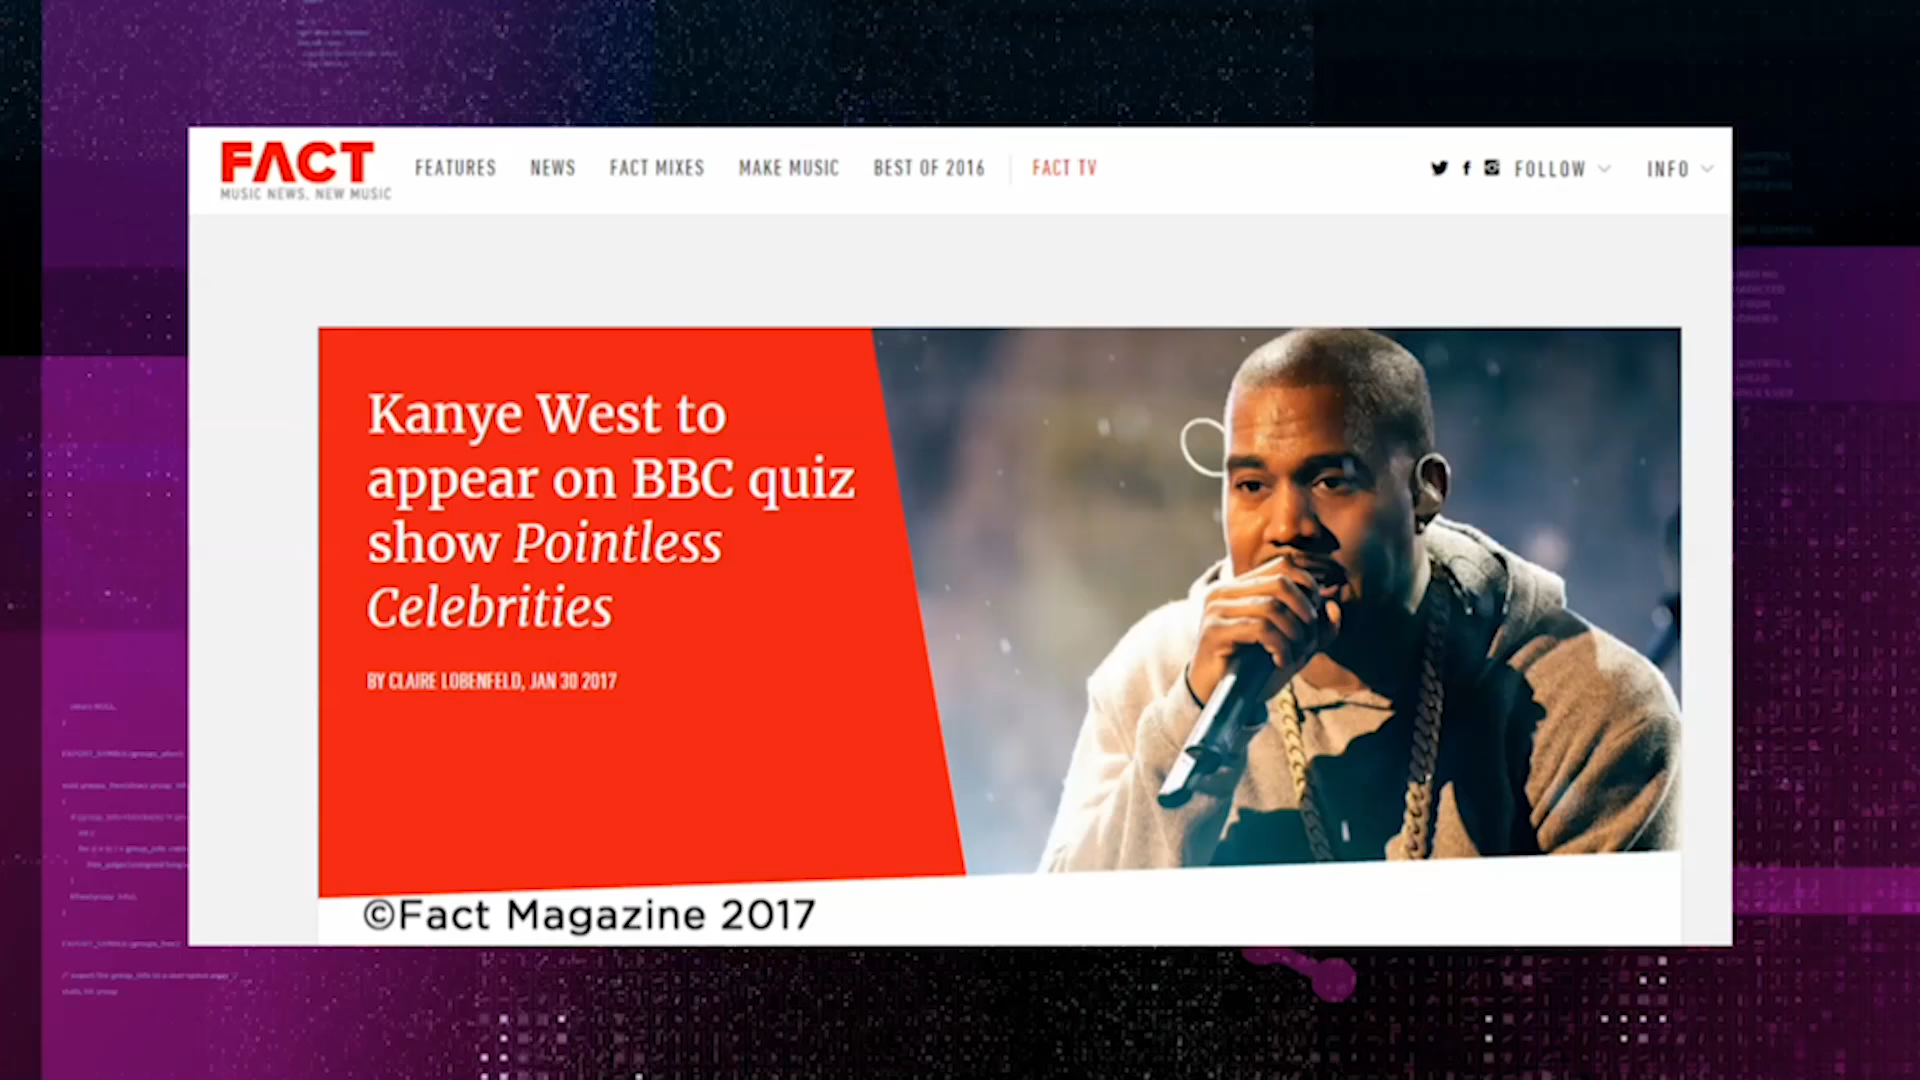 FACT
MUSIC NEWS, NEW MUSIC
FEATURES NEWS FACT MIXES MAKE MUSIC BEST OF 2016 FACT TV
FOLLOW INFO
Kanye West to
appear on BBC quiz
show Pointless
Celebrities
BY CLAIRE LOBENFELD, JAN 30 2017
©Fact Magazine 2017